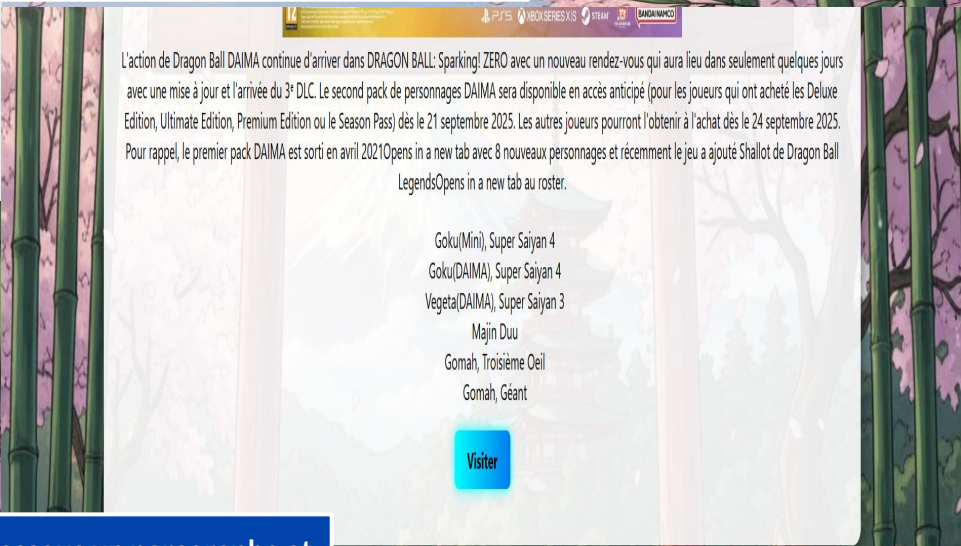 12
PS5 XBOX SERIES X|S STEAM BANDAI NAMCO
L'action de Dragon Ball DAIMA continue d'arriver dans DRAGON BALL: Sparking! ZERO avec un nouveau rendez-vous qui aura lieu dans seulement quelques jours
avec une mise à jour et l'arrivée du 3ᵉ DLC. Le second pack de personnages DAIMA sera disponible en accès anticipé (pour les joueurs qui ont acheté les Deluxe
Edition, Ultimate Edition, Premium Edition ou le Season Pass) dès le 21 septembre 2025. Les autres joueurs pourront l'obtenir à l'achat dès le 24 septembre 2025.
Pour rappel, le premier pack DAIMA est sorti en avril 2021Opens in a new tab avec 8 nouveaux personnages et récemment le jeu a ajouté Shallot de Dragon Ball
LegendsOpens in a new tab au roster.
Goku(Mini), Super Saiyan 4
Goku(DAIMA), Super Saiyan 4
Vegeta(DAIMA), Super Saiyan 3
Majin Duu
Gomah, Troisième Oeil
Gomah, Géant
Visiter